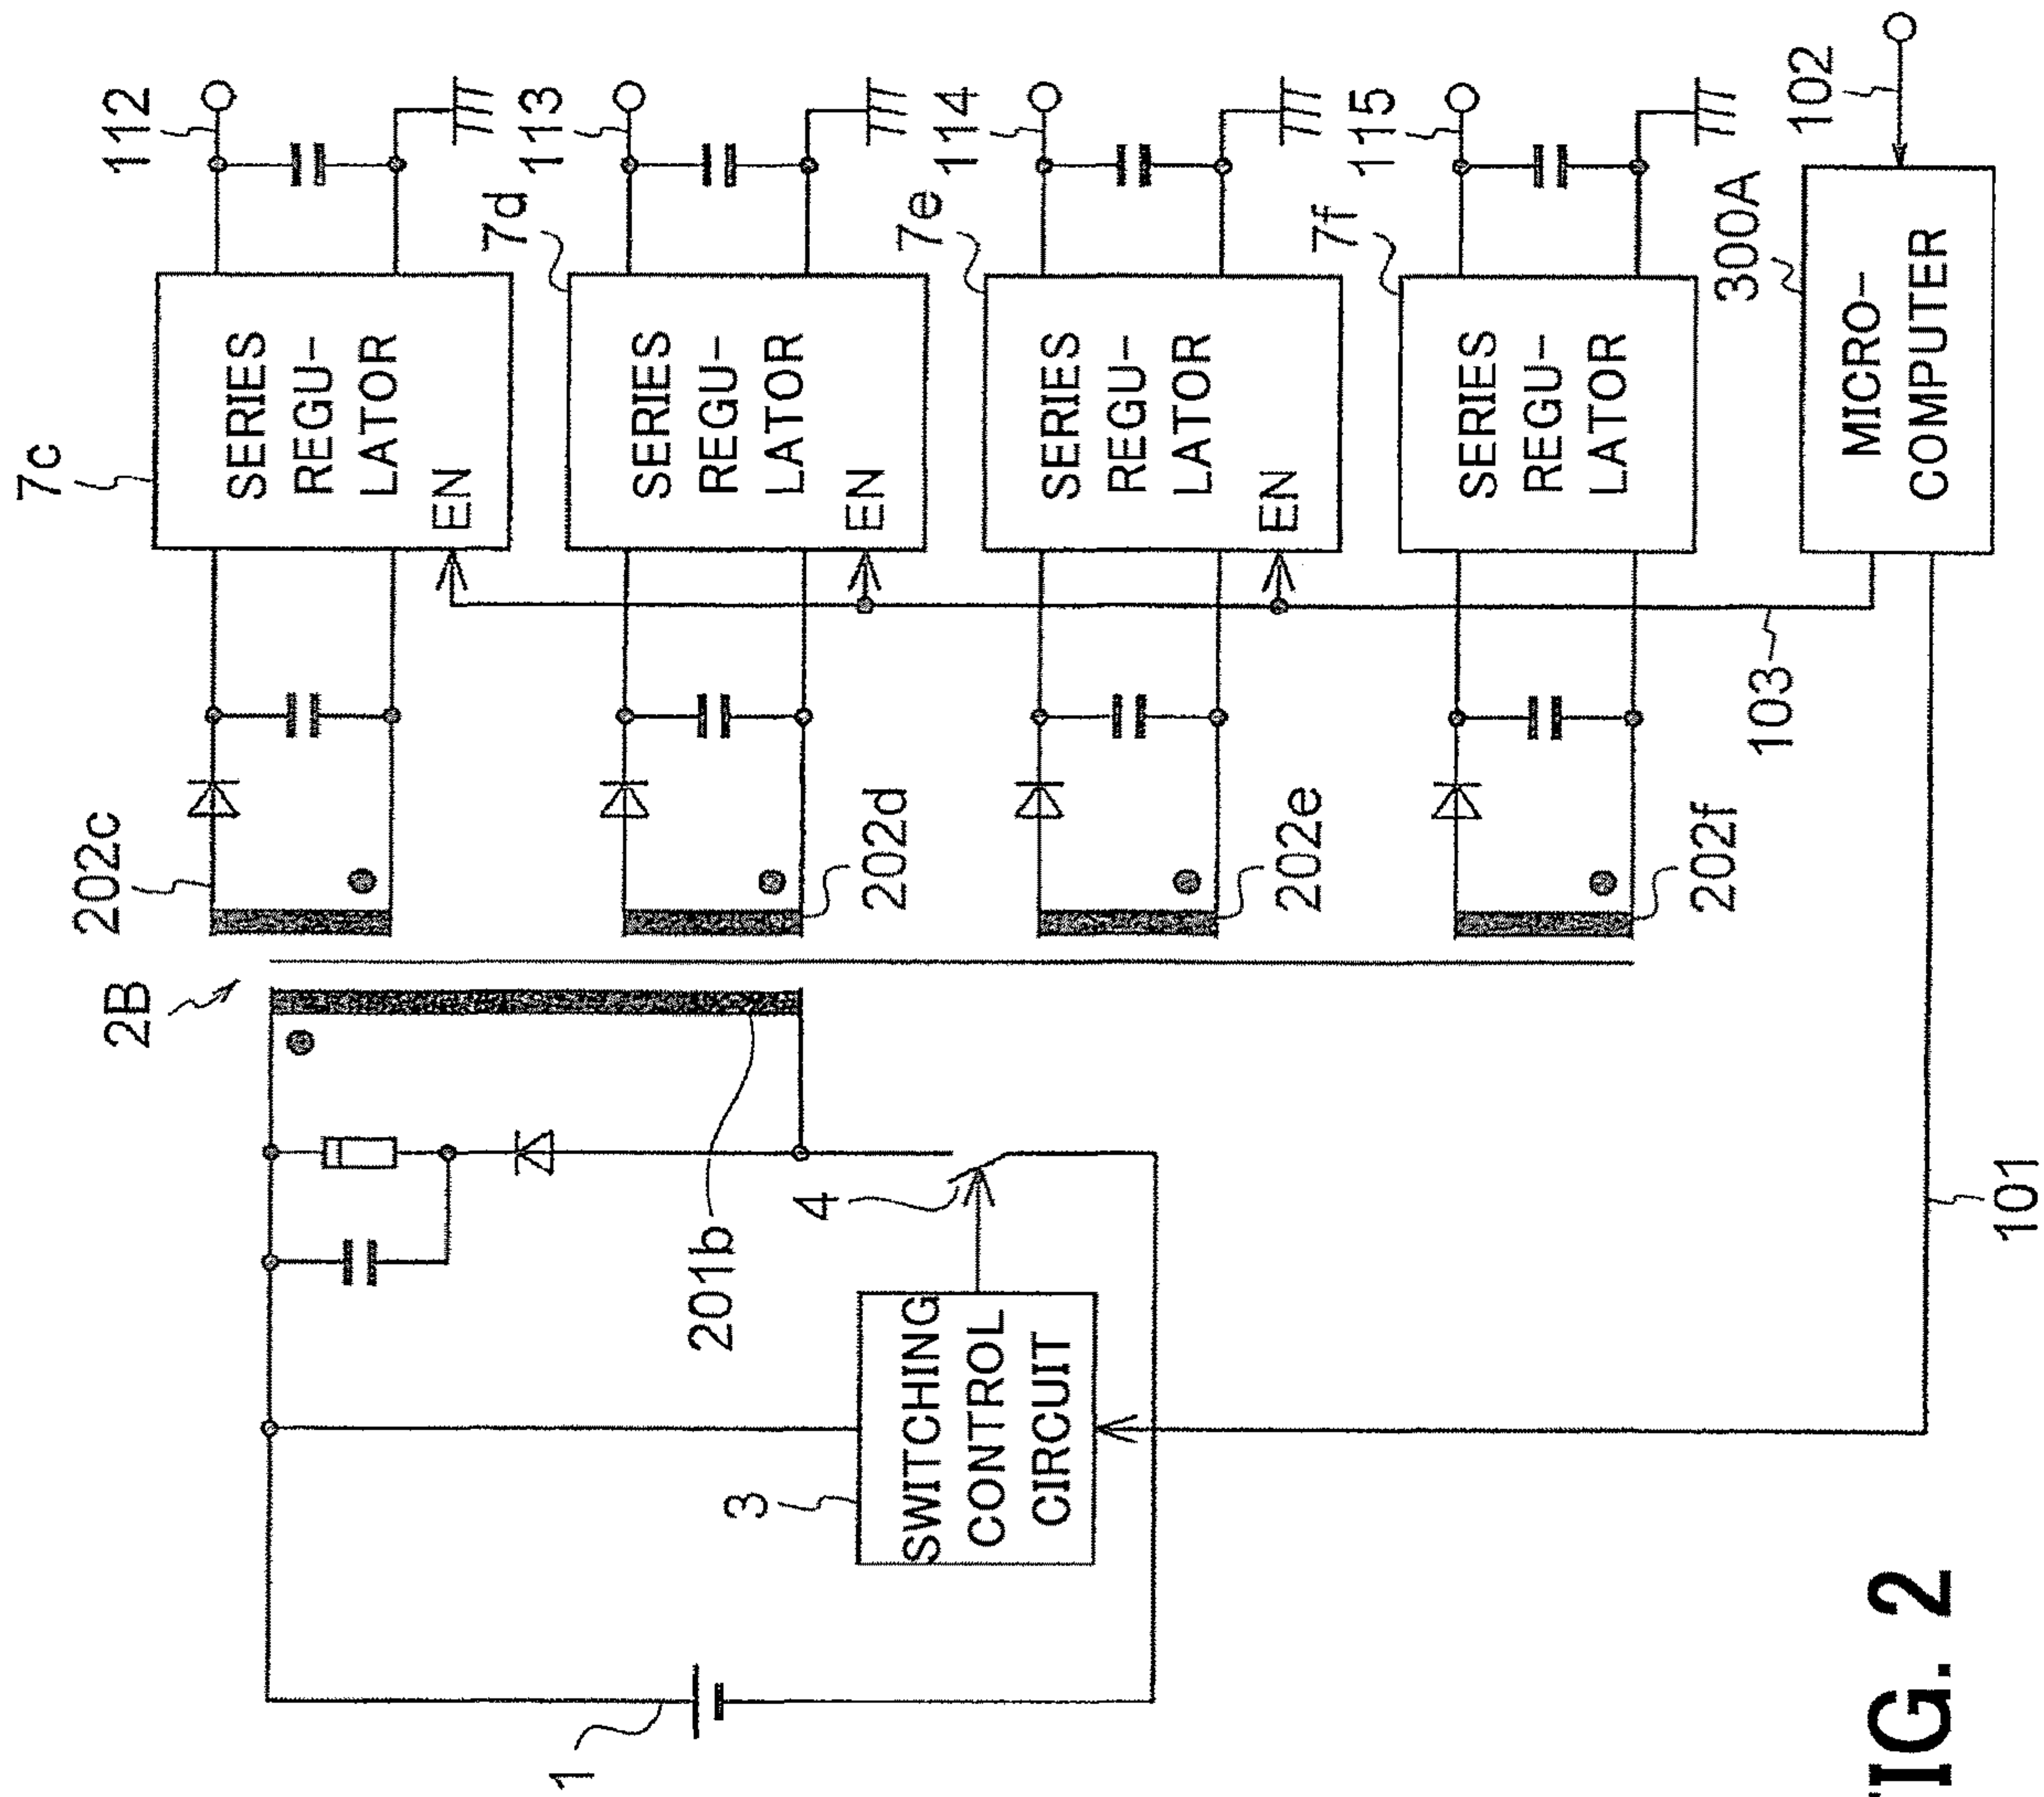 7c
SERIES
REGU-
LATOR
EN
112
7d
SERIES
REGU-
LATOR
EN
113
7e
SERIES
REGU-
LATOR
EN
114
7f
SERIES
REGU-
LATOR
115
300A
MICRO-
COMPUTER
102
103
202c
202d
202e
202f
2B
201b
4
3
SWITCHING
CONTROL
CIRCUIT
1
101
IG. 2